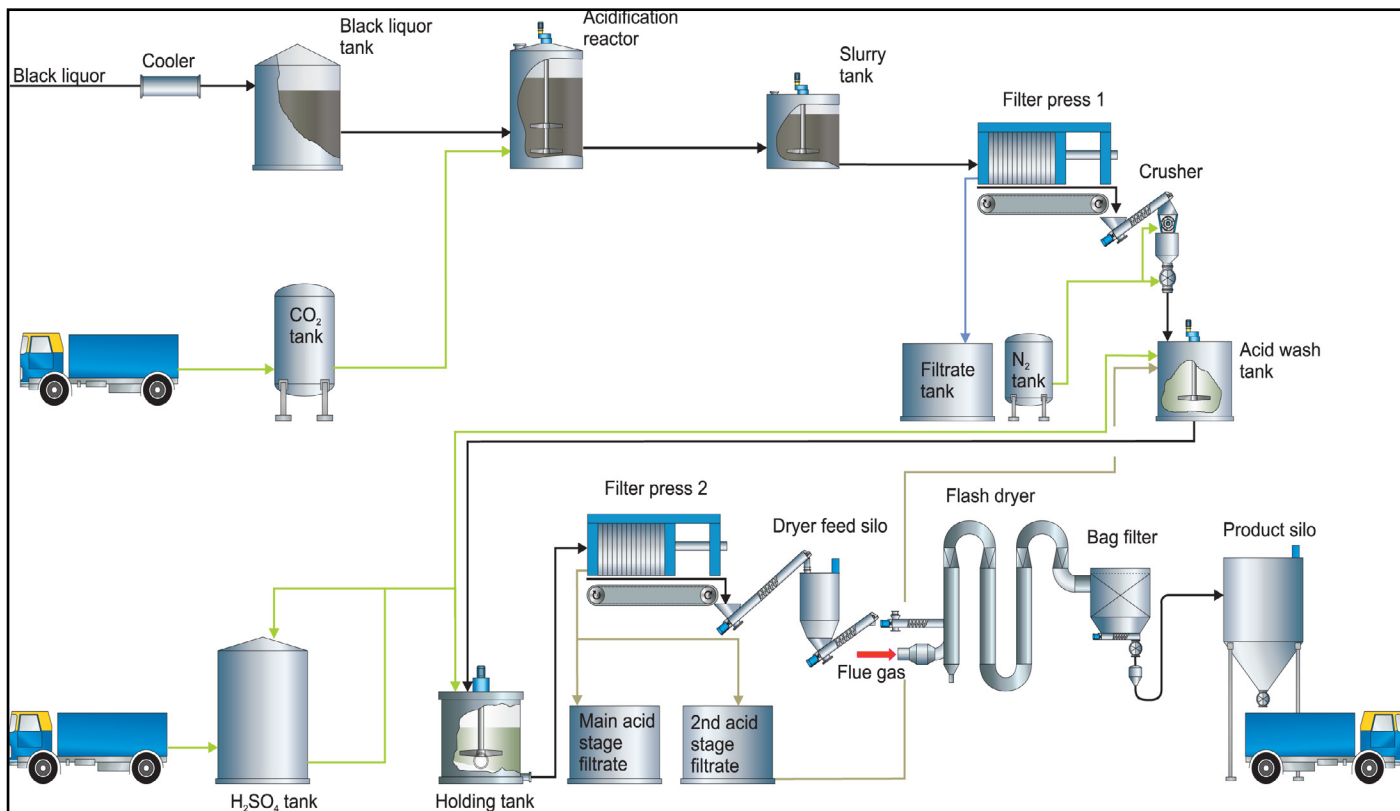 Black liquor
Cooler
Black liquor
tank
Acidification
reactor
Slurry
tank
Filter press 1
Crusher
CO₂
tank
Filtrate
tank
N₂
tank
Acid wash
tank
Filter press 2
Dryer feed silo
Flash dryer
Bag filter
Product silo
Flue gas
H₂SO₄ tank
Holding tank
Main acid
stage
filtrate
2nd acid
stage
filtrate